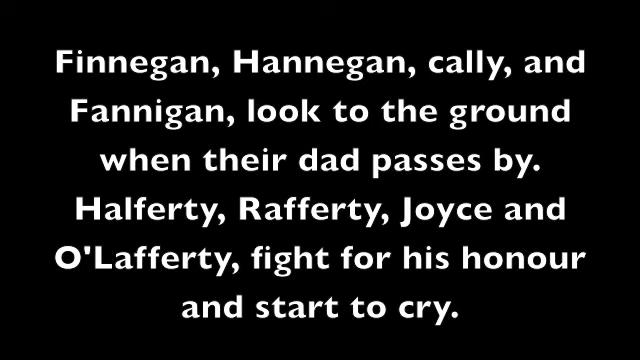 Finnegan, Hannegan, cally, and
Fannigan, look to the ground
when their dad passes by.
Halferty, Rafferty, Joyce and
O'Lafferty, fight for his honour
and start to cry.